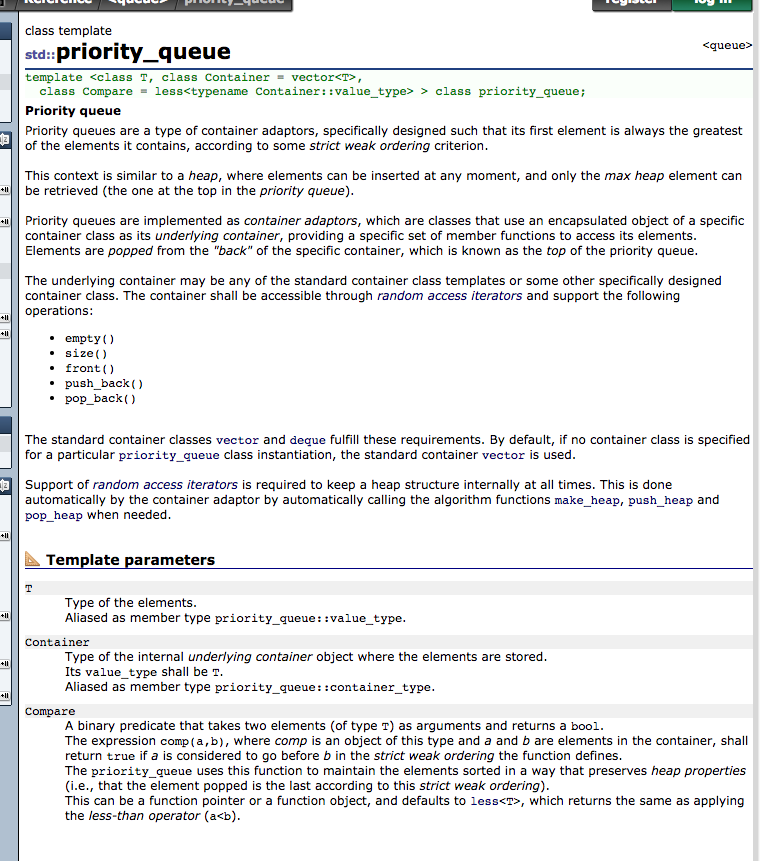 Reference <queue> priority_queue register log in
class template
<queue>
std::priority_queue
template <class T, class Container = vector<T>,
class Compare = less<typename Container::value_type> > class priority_queue;
Priority queue
Priority queues are a type of container adaptors, specifically designed such that its first element is always the greatest
of the elements it contains, according to some strict weak ordering criterion.
This context is similar to a heap, where elements can be inserted at any moment, and only the max heap element can
be retrieved (the one at the top in the priority queue).
Priority queues are implemented as container adaptors, which are classes that use an encapsulated object of a specific
container class as its underlying container, providing a specific set of member functions to access its elements.
Elements are popped from the "back" of the specific container, which is known as the top of the priority queue.
The underlying container may be any of the standard container class templates or some other specifically designed
container class. The container shall be accessible through random access iterators and support the following
operations:
• empty()
• size()
• front()
• push_back()
• pop_back()
The standard container classes vector and deque fulfill these requirements. By default, if no container class is specified
for a particular priority_queue class instantiation, the standard container vector is used.
Support of random access iterators is required to keep a heap structure internally at all times. This is done
automatically by the container adaptor by automatically calling the algorithm functions make_heap, push_heap and
pop_heap when needed.
Template parameters
T
Type of the elements.
Aliased as member type priority_queue::value_type.
Container
Type of the internal underlying container object where the elements are stored.
Its value_type shall be T.
Aliased as member type priority_queue::container_type.
Compare
A binary predicate that takes two elements (of type T) as arguments and returns a bool.
The expression comp(a,b), where comp is an object of this type and a and b are elements in the container, shall
return true if a is considered to go before b in the strict weak ordering the function defines.
The priority_queue uses this function to maintain the elements sorted in a way that preserves heap properties
(i.e., that the element popped is the last according to this strict weak ordering).
This can be a function pointer or a function object, and defaults to less<T>, which returns the same as applying
the less-than operator (a<b).